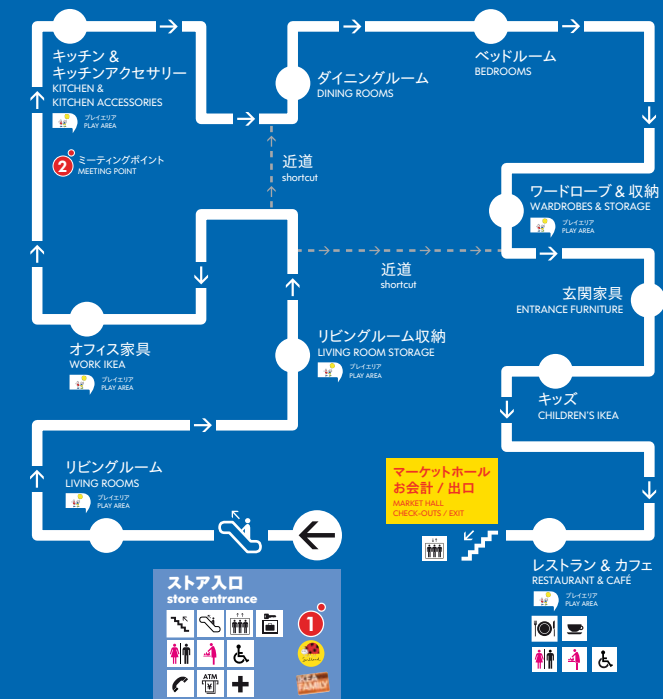 キッチン &
キッチンアクセサリー
KITCHEN &
KITCHEN ACCESSORIES
プレイエリア
PLAY AREA
2
ミーティングポイント
MEETING POINT
ダイニングルーム
DINING ROOMS
ベッドルーム
BEDROOMS
近道
shortcut
ワードローブ & 収納
WARDROBES & STORAGE
プレイエリア
PLAY AREA
近道
shortcut
玄関家具
ENTRANCE FURNITURE
オフィス家具
WORK IKEA
プレイエリア
PLAY AREA
リビングルーム収納
LIVING ROOM STORAGE
プレイエリア
PLAY AREA
キッズ
CHILDREN'S IKEA
リビングルーム
LIVING ROOMS
プレイエリア
PLAY AREA
マーケットホール
お会計 / 出口
MARKET HALL
CHECK-OUTS / EXIT
レストラン & カフェ
RESTAURANT & CAFÉ
プレイエリア
PLAY AREA
ストア入口
store entrance
1
ATM
¥
IKEA
FAMILY